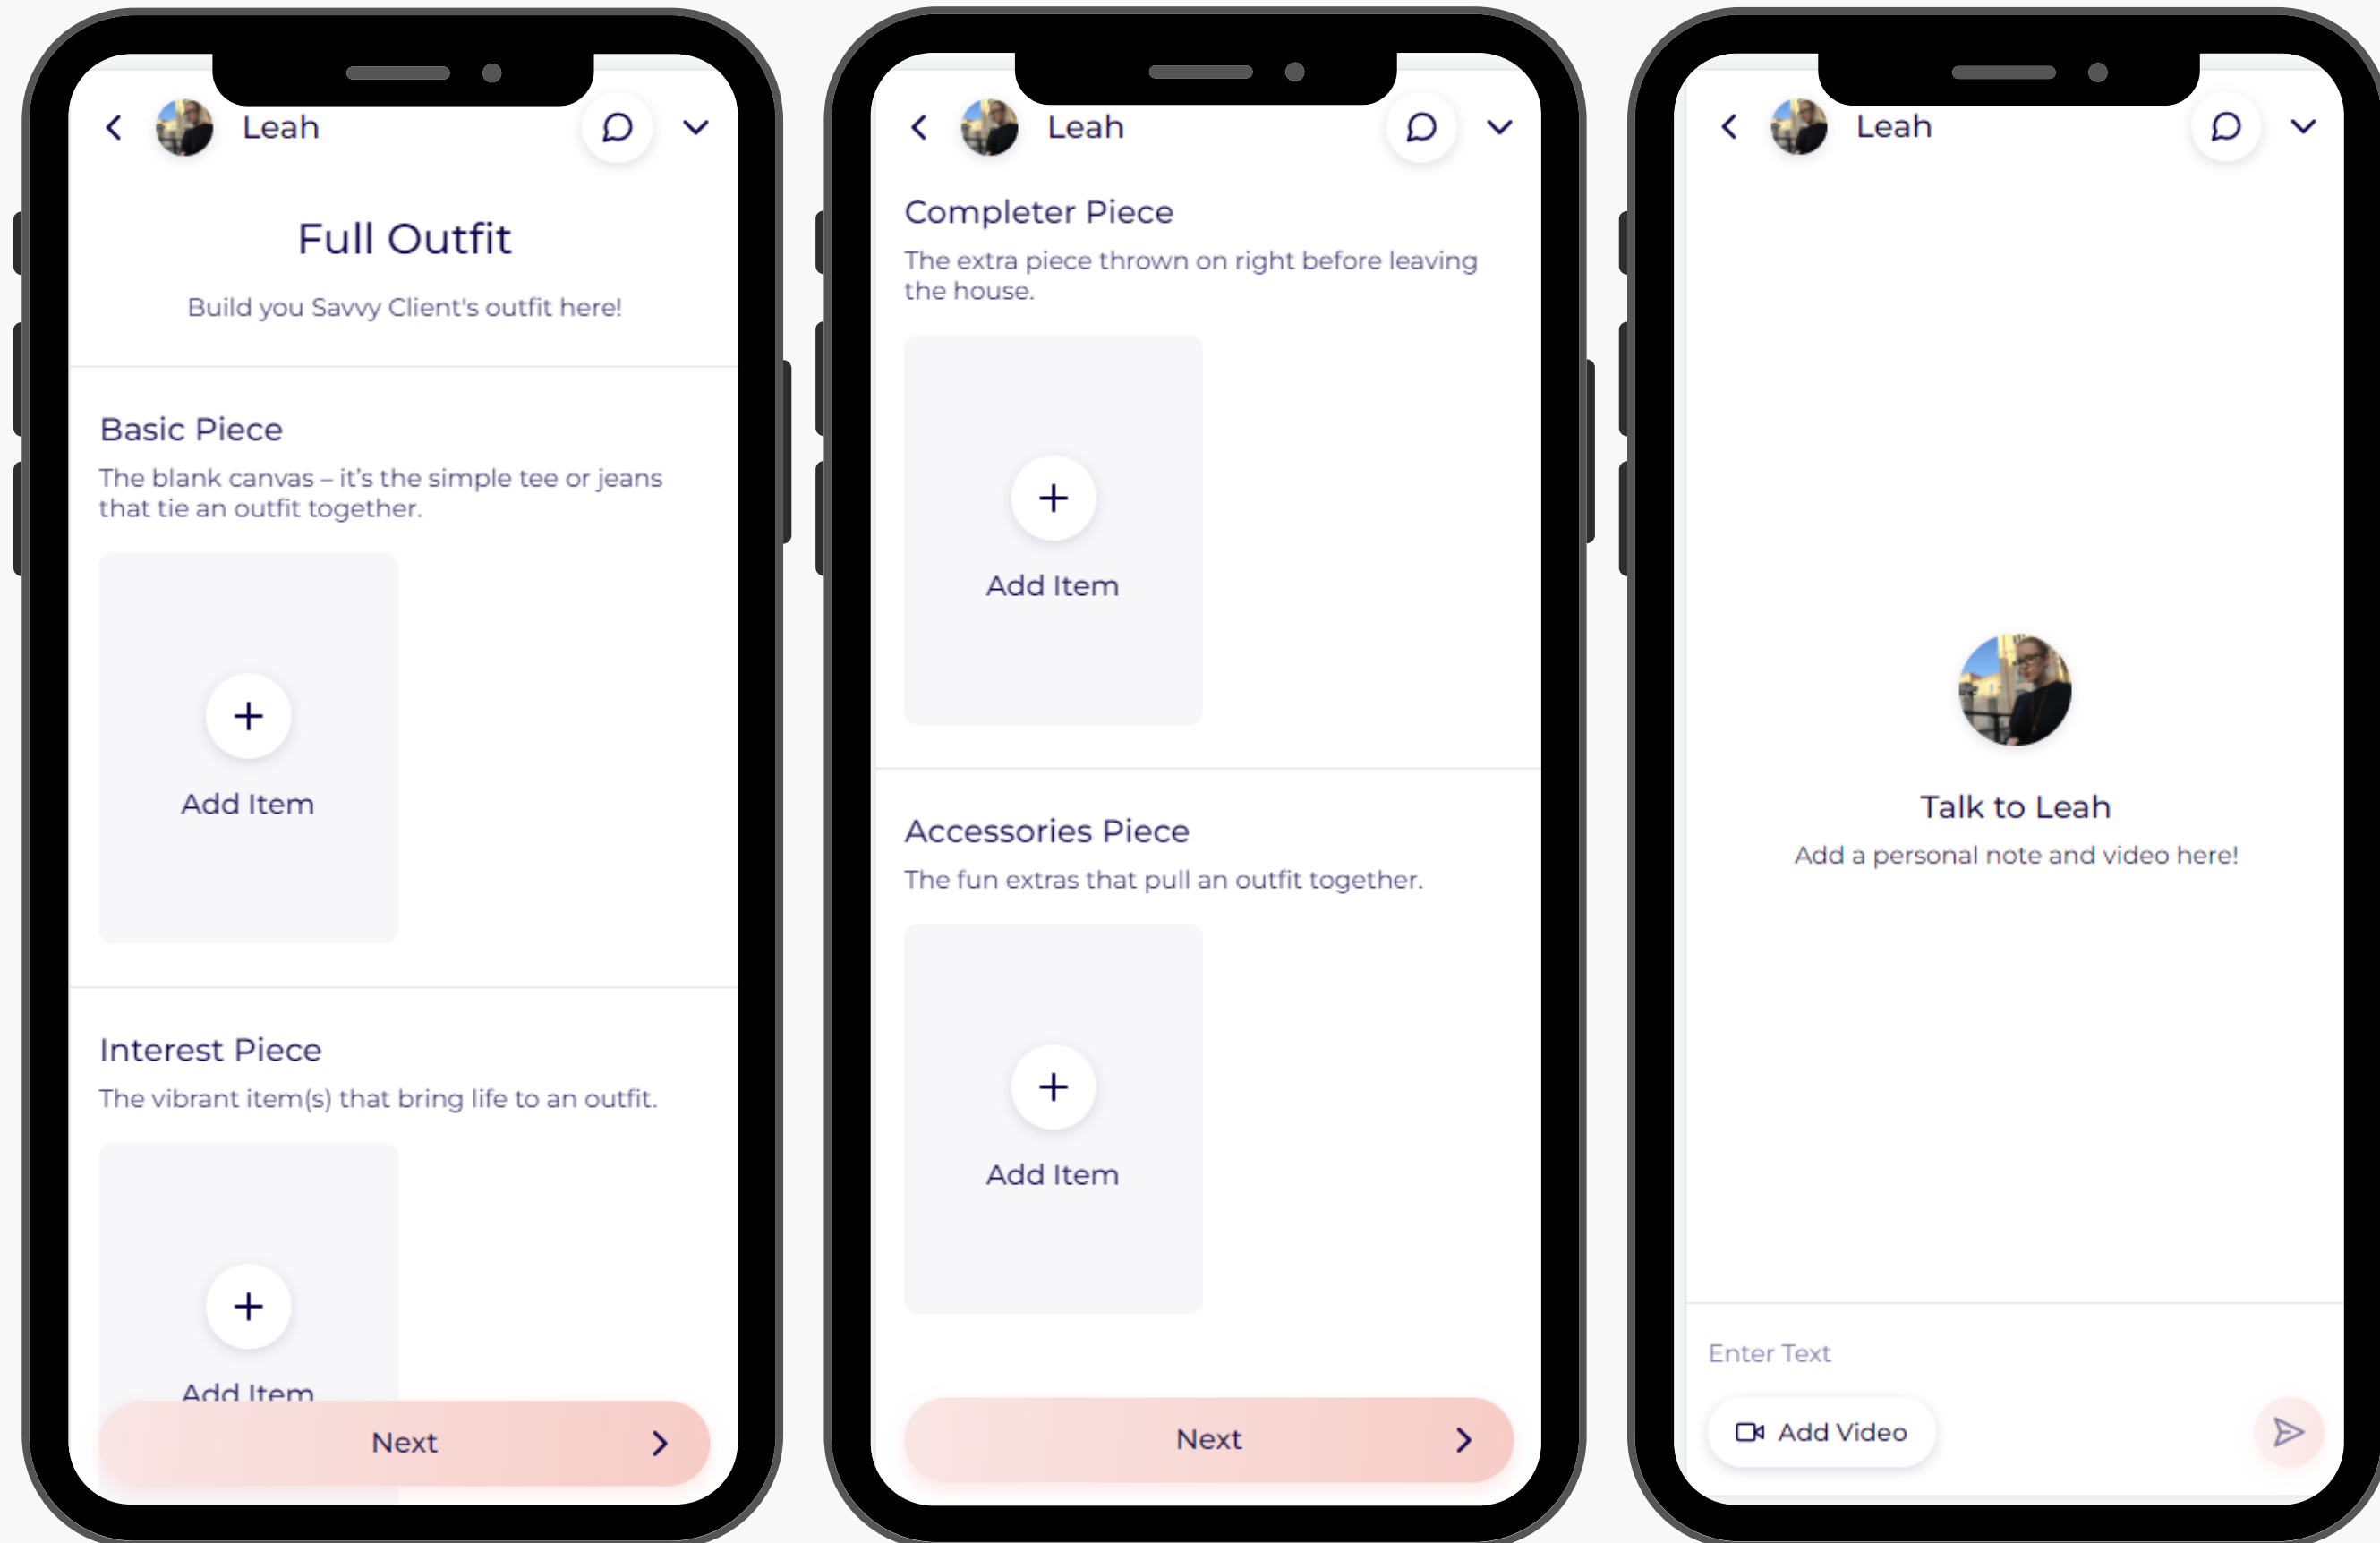 Leah
Full Outfit
Build you Savvy Client's outfit here!
Basic Piece
The blank canvas – it’s the simple tee or jeans
that tie an outfit together.
Add Item
Interest Piece
The vibrant item(s) that bring life to an outfit.
Add Item
Next
Leah
Completer Piece
The extra piece thrown on right before leaving
the house.
Add Item
Accessories Piece
The fun extras that pull an outfit together.
Add Item
Next
Leah
Talk to Leah
Add a personal note and video here!
Enter Text
Add Video